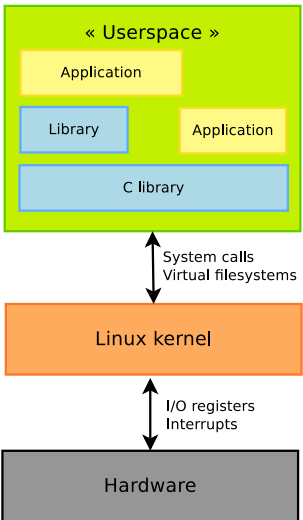 « Userspace »
Application
Library
Application
C library
System calls
Virtual filesystems
Linux kernel
I/O registers
Interrupts
Hardware